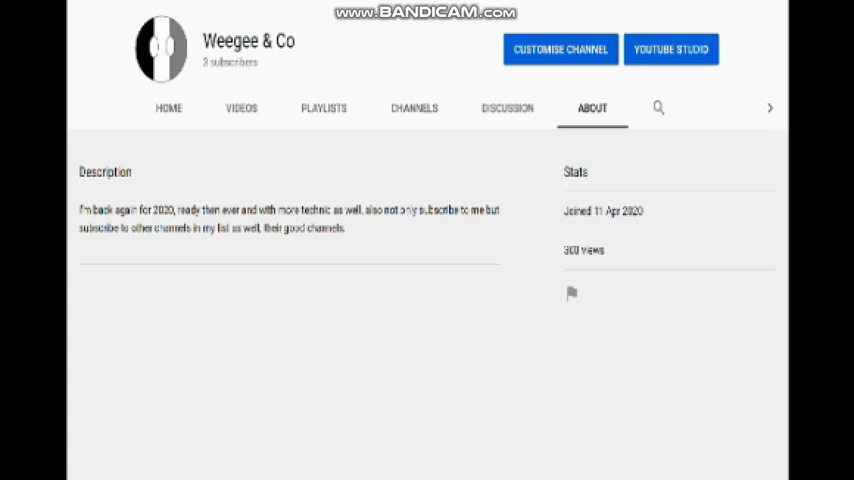 www.BANDICAM.com
Weegee & Co
3 subscribers
CUSTOMISE CHANNEL
YOUTUBE STUDIO
HOME VIDEOS PLAYLISTS CHANNELS DISCUSSION ABOUT
Description
I'm back again for 2020, ready then ever and with more technic as well, also not only subscribe to me but
subscribe to other channels in my list as well, their good channels.
Stats
Joined 11 Apr 2020
300 views